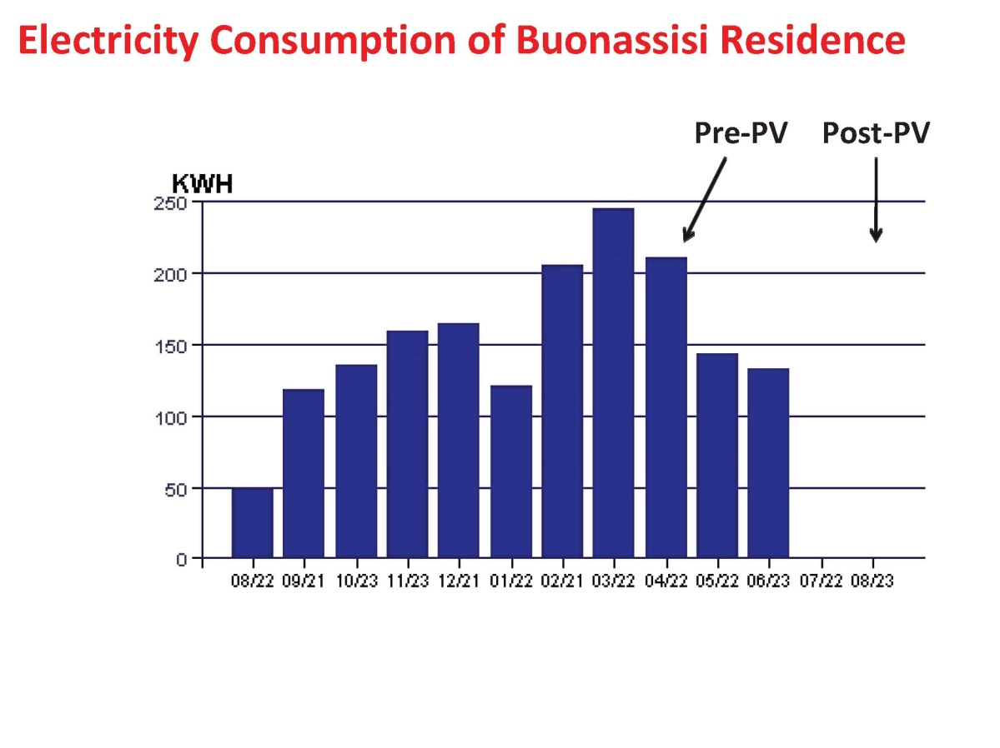 Electricity Consumption of Buonassisi Residence
Pre-PV Post-PV
KWH
250
200
150
100
50
0
08/22 09/21 10/23 11/23 12/21 01/22 02/21 03/22 04/22 05/22 06/23 07/22 08/23